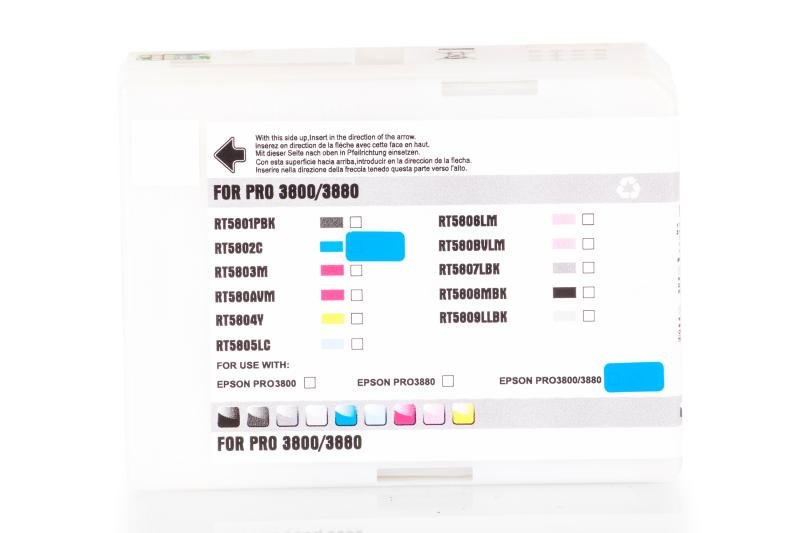 With this side up,Insert in the direction of the arrow.
insérez en direction de la fléche avec cette face en haut.
Mit dieser Seite nach oben in Pfeilrichtung einsetzen.
Con esta superficie hacia arriba,introducir en la direccion de la flecha.
Inserire nella direzione della freccia tenedo questa parte verso l'alto.
FOR PRO 3800/3880
RT5801PBK
RT5802C
RT5803M
RT580AVM
RT5804Y
RT5805LC
RT5806LM
RT580BVLM
RT5807LBK
RT5808MBK
RT5809LLBK
FOR USE WITH:
EPSON PRO3800
EPSON PRO3880
EPSON PRO3800/3880
FOR PRO 3800/3880